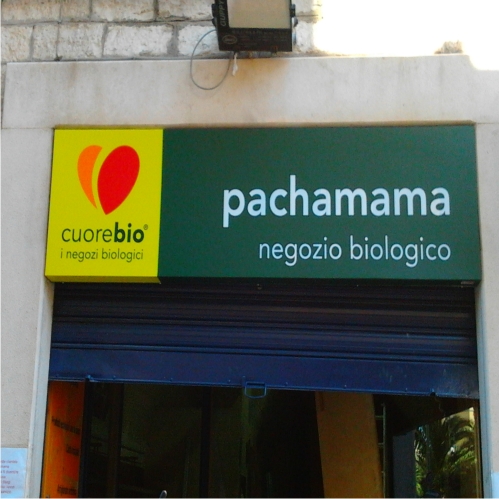 cuorebio®
i negozi biologici
pachamama
negozio biologico